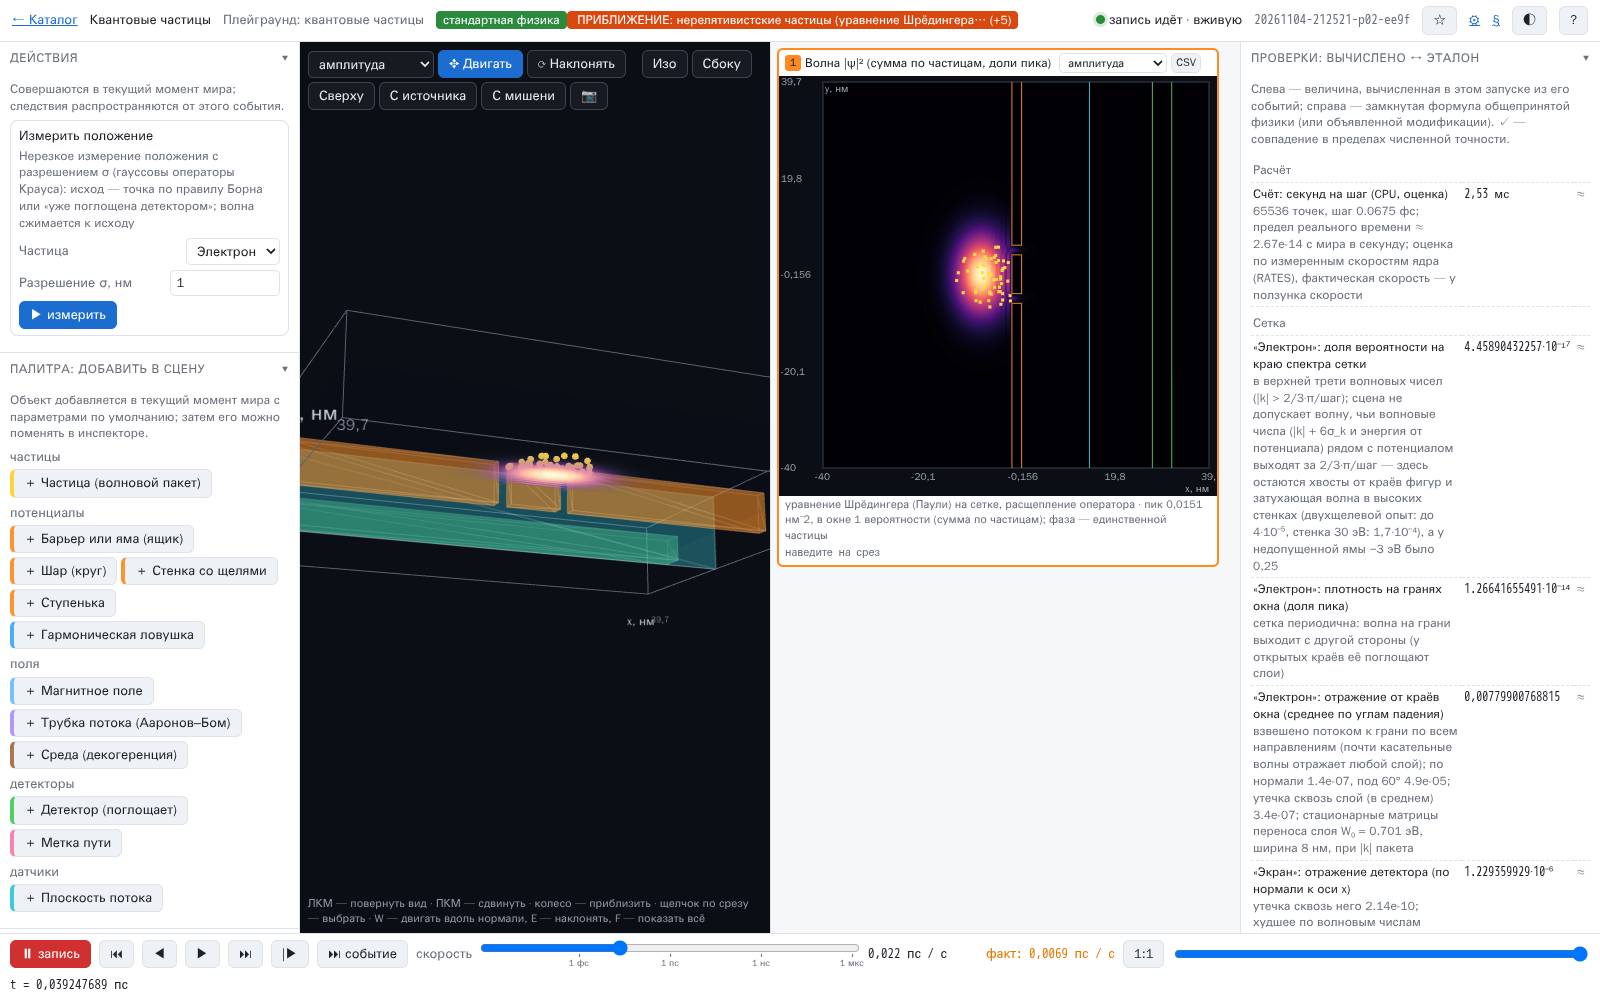 ← Каталог Квантовые частицы Плейграунд: квантовые частицы стандартная физика ПРИБЛИЖЕНИЕ: нерелятивистские частицы (уравнение Шрёдингера⋯ (+5) запись идёт · вживую 20261104-212521-p02-ee9f ☆ ⚙ § ◐ ?
ДЕЙСТВИЯ ▾
Совершаются в текущий момент мира;
следствия распространяются от этого события.
Измерить положение
Нерезкое измерение положения с
разрешением σ (гауссовы операторы
Крауса): исход — точка по правилу Борна
или «уже поглощена детектором»; волна
сжимается к исходу
Частица Электрон
Разрешение σ, нм 1
▶ измерить
ПАЛИТРА: ДОБАВИТЬ В СЦЕНУ ▾
Объект добавляется в текущий момент мира с
параметрами по умолчанию; затем его можно
поменять в инспекторе.
частицы
+ Частица (волновой пакет)
потенциалы
+ Барьер или яма (ящик)
+ Шар (круг) + Стенка со щелями
+ Ступенька
+ Гармоническая ловушка
поля
+ Магнитное поле
+ Трубка потока (Ааронов—Бом)
+ Среда (декогеренция)
детекторы
+ Детектор (поглощает)
+ Метка пути
датчики
+ Плоскость потока
амплитуда ✥ Двигать ⟳ Наклонять Изо Сбоку
Сверху С источника С мишени 📷
, нм
39,7
x, нм
39,7
ЛКМ — повернуть вид · ПКМ — сдвинуть · колесо — приблизить · щелчок по срезу
— выбрать · W — двигать вдоль нормали, E — наклонять, F — показать всё
1 Волна |ψ|² (сумма по частицам, доли пика) амплитуда CSV
39,7
y, нм
19,8
-0,156
-20,1
-40
-40 -20,1 -0,156 19,8 39,
x, нм
уравнение Шрёдингера (Паули) на сетке, расщепление оператора · пик 0,0151
нм⁻2, в окне 1 вероятности (сумма по частицам); фаза — единственной
частицы
наведите на срез
ПРОВЕРКИ: ВЫЧИСЛЕНО ↔ ЭТАЛОН ▾
Слева — величина, вычисленная в этом запуске из его
событий; справа — замкнутая формула общепринятой
физики (или объявленной модификации). ✓ —
совпадение в пределах численной точности.
Расчёт
Счёт: секунд на шаг (CPU, оценка) 2,53 мс ≈
65536 точек, шаг 0.0675 фс;
предел реального времени ≈
2.67e-14 с мира в секунду; оценка
по измеренным скоростям ядра
(RATES), фактическая скорость — у
ползунка скорости
Сетка
«Электрон»: доля вероятности на 4.45890432257·10⁻¹⁷ ≈
краю спектра сетки
в верхней трети волновых чисел
(|k| > 2/3·π/шаг); сцена не
допускает волну, чьи волновые
числа (|k| + 6σ_k и энергия от
потенциала) рядом с потенциалом
выходят за 2/3·π/шаг — здесь
остаются хвосты от краёв фигур и
затухающая волна в высоких
стенках (двухщелевой опыт: до
4·10⁻⁵, стенка 30 эВ: 1,7·10⁻⁴), а у
недопущенной ямы −3 эВ было
0,25
«Электрон»: плотность на гранях 1.26641655491·10⁻¹⁴ ≈
окна (доля пика)
сетка периодична: волна на грани
выходит с другой стороны (у
открытых краёв её поглощают
слои)
«Электрон»: отражение от краёв 0,00779900768815 ≈
окна (среднее по углам падения)
взвешено потоком к грани по всем
направлениям (почти касательные
волны отражает любой слой); по
нормали 1.4e-07, под 60° 4.9e-05;
утечка сквозь слой (в среднем)
3.4e-07; стационарные матрицы
переноса слоя W₀ = 0.701 эВ,
ширина 8 нм, при |k| пакета
«Экран»: отражение детектора (по 1.229359929·10⁻⁶ ≈
нормали к оси x)
утечка сквозь него 2.14e-10;
худшее по волновым числам
⏸ запись ⏮ ◀ ▶ ⏭ |▶ ⏭ событие скорость 1 фс 1 пс 1 нс 1 мкс 0,022 пс / с факт: 0,0069 пс / с 1:1
t = 0,039247689 пс